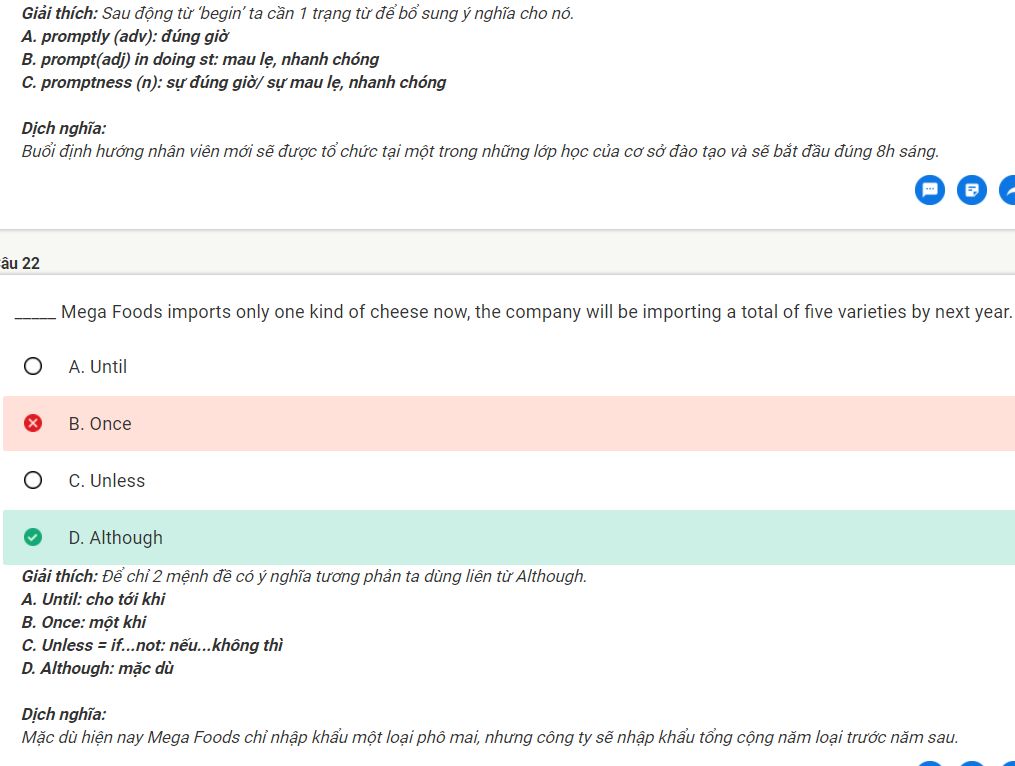 Giải thích: Sau động từ ‘begin’ ta cần 1 trạng từ để bổ sung ý nghĩa cho nó.
A. promptly (adv): đúng giờ
B. prompt(adj) in doing st: mau lẹ, nhanh chóng
C. promptness (n): sự đúng giờ/ sự mau lẹ, nhanh chóng
Dịch nghĩa:
Buổi định hướng nhân viên mới sẽ được tổ chức tại một trong những lớp học của cơ sở đào tạo và sẽ bắt đầu đúng 8h sáng.
âu 22
_____ Mega Foods imports only one kind of cheese now, the company will be importing a total of five varieties by next year.
A. Until
B. Once
C. Unless
D. Although
Giải thích: Để chỉ 2 mệnh đề có ý nghĩa tương phản ta dùng liên từ Although.
A. Until: cho tới khi
B. Once: một khi
C. Unless = if...not: nếu...không thì
D. Although: mặc dù
Dịch nghĩa:
Mặc dù hiện nay Mega Foods chỉ nhập khẩu một loại phô mai, nhưng công ty sẽ nhập khẩu tổng cộng năm loại trước năm sau.